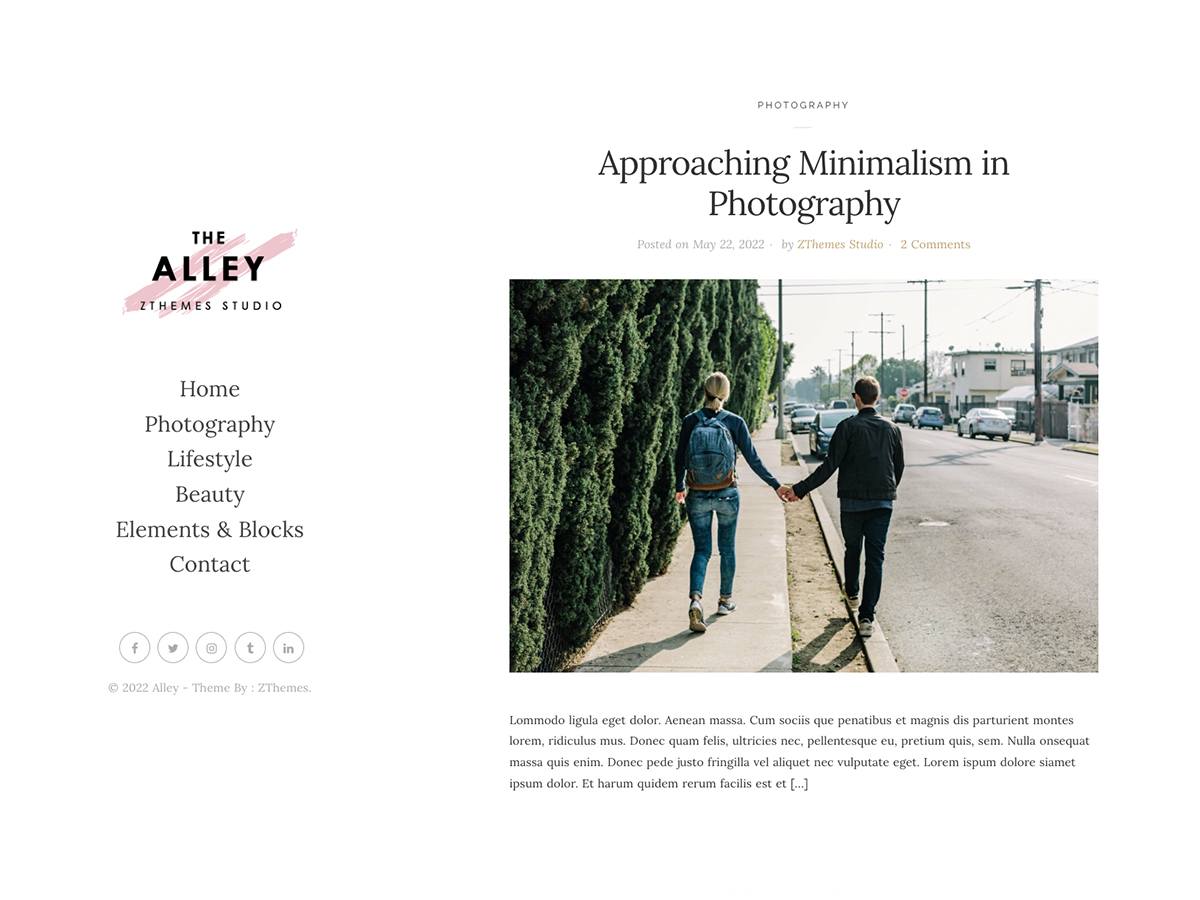 THE
ALLEY
ZTHEMES STUDIO
Home
Photography
Lifestyle
Beauty
Elements & Blocks
Contact
© 2022 Alley - Theme By : ZThemes.
PHOTOGRAPHY
Approaching Minimalism in
Photography
Posted on May 22, 2022 · by ZThemes Studio · 2 Comments
Lommodo ligula eget dolor. Aenean massa. Cum sociis que penatibus et magnis dis parturient montes
lorem, ridiculus mus. Donec quam felis, ultricies nec, pellentesque eu, pretium quis, sem. Nulla onsequat
massa quis enim. Donec pede justo fringilla vel aliquet nec vulputate eget. Lorem ispum dolore siamet
ipsum dolor. Et harum quidem rerum facilis est et [...]